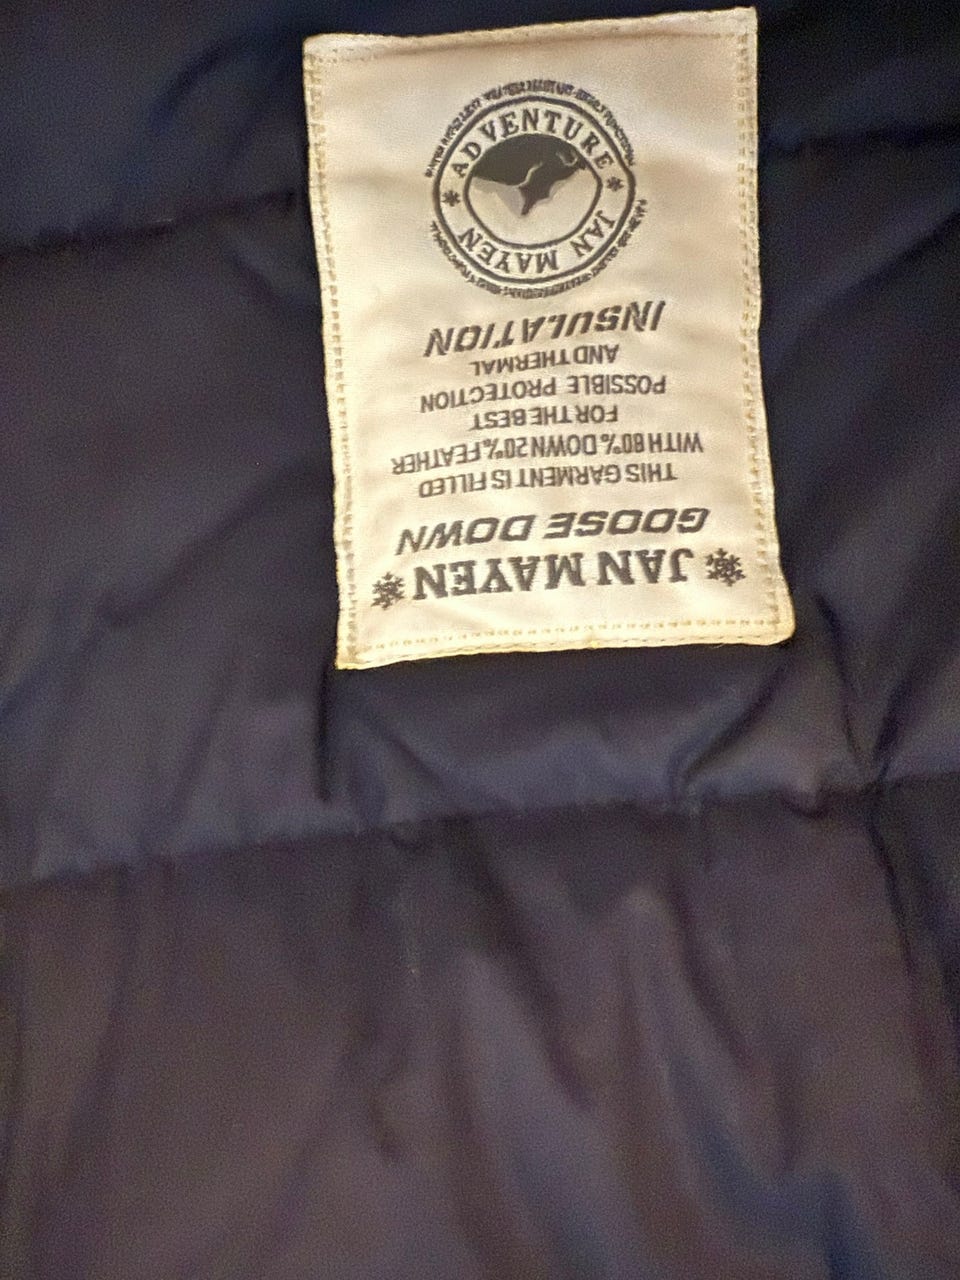 JAN MAYEN
GOOSE DOWN
THIS GARMENT IS FILLED
WITH 80% DOWN 20% FEATHER
FOR THE BEST
POSSIBLE PROTECTION
AND THERMAL
INSULATION
JAN MAYEN
ADVENTURE